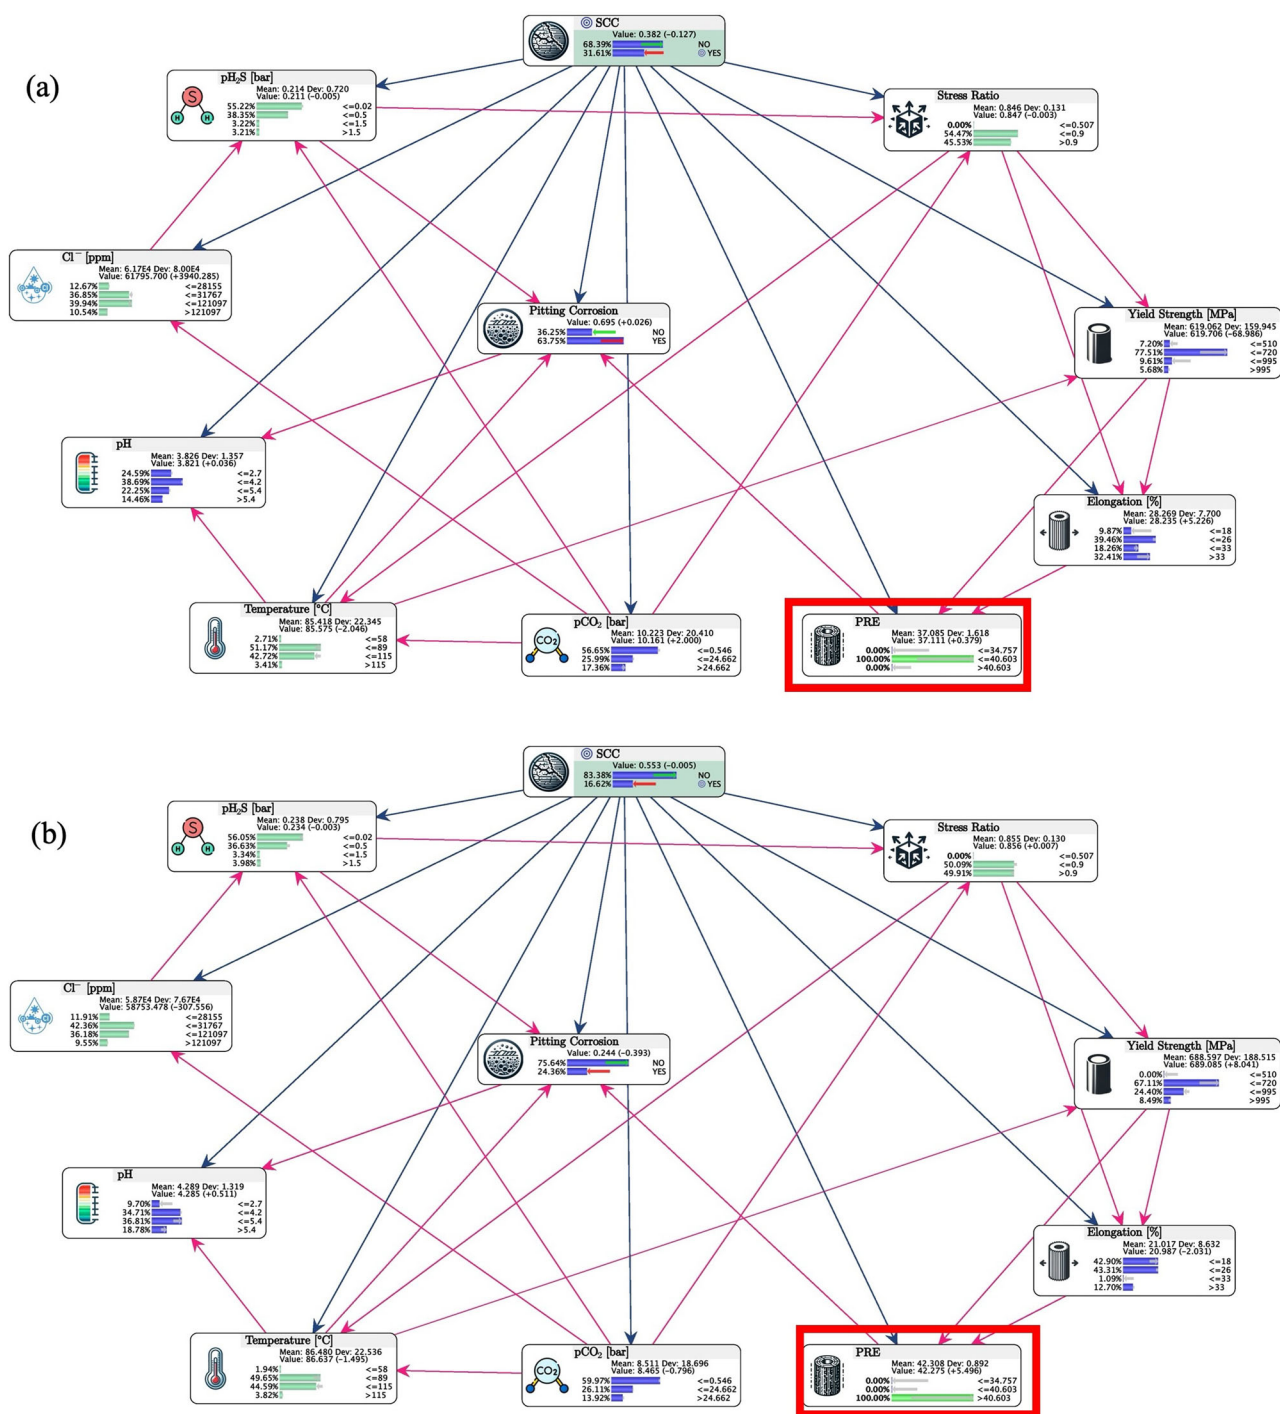 (a)
SCC
Value: 0.382 (−0.127)
68.39% NO
31.61% YES
pH₂S [bar]
Mean: 0.214 Dev: 0.720
Value: 0.211 (−0.005)
55.22% <=0.02
38.35% <=0.5
3.22% <=1.5
3.21% >1.5
Stress Ratio
Mean: 0.846 Dev: 0.131
Value: 0.847 (−0.003)
0.00% <=0.507
54.47% <=0.9
45.53% >0.9
Cl⁻ [ppm]
Mean: 6.17E4 Dev: 8.00E4
Value: 61795.700 (+3940.285)
12.67% <=28155
36.85% <=31767
39.94% <=121097
10.54% >121097
Pitting Corrosion
Value: 0.695 (+0.026)
36.25% NO
63.75% YES
Yield Strength [MPa]
Mean: 619.062 Dev: 159.945
Value: 619.706 (−68.986)
7.20% <=510
77.51% <=720
9.61% <=995
5.68% >995
pH
Mean: 3.826 Dev: 1.357
Value: 3.821 (+0.036)
24.59% <=2.7
38.69% <=4.2
22.25% <=5.4
14.46% >5.4
Elongation [%]
Mean: 28.269 Dev: 7.700
Value: 28.235 (+5.226)
9.87% <=18
39.46% <=26
18.26% <=33
32.41% >33
Temperature [°C]
Mean: 85.418 Dev: 22.345
Value: 85.575 (−2.046)
2.71% <=58
51.17% <=89
42.72% <=115
3.41% >115
CO₂
pCO₂ [bar]
Mean: 10.223 Dev: 20.410
Value: 10.161 (+2.000)
56.65% <=0.546
25.99% <=24.662
17.36% >24.662
PRE
Mean: 37.085 Dev: 1.618
Value: 37.111 (+0.379)
0.00% <=34.757
100.00% <=40.603
0.00% >40.603
(b)
SCC
Value: 0.553 (−0.005)
83.38% NO
16.62% YES
pH₂S [bar]
Mean: 0.238 Dev: 0.795
Value: 0.234 (−0.003)
56.05% <=0.02
36.63% <=0.5
3.34% <=1.5
3.98% >1.5
Stress Ratio
Mean: 0.855 Dev: 0.130
Value: 0.856 (+0.007)
0.00% <=0.507
50.09% <=0.9
49.91% >0.9
Cl⁻ [ppm]
Mean: 5.87E4 Dev: 7.67E4
Value: 58753.478 (−307.556)
11.91% <=28155
42.36% <=31767
36.18% <=121097
9.55% >121097
Pitting Corrosion
Value: 0.244 (−0.393)
75.64% NO
24.36% YES
Yield Strength [MPa]
Mean: 688.597 Dev: 188.515
Value: 689.085 (+8.041)
0.00% <=510
67.11% <=720
24.40% <=995
8.49% >995
pH
Mean: 4.289 Dev: 1.319
Value: 4.285 (+0.511)
9.70% <=2.7
34.71% <=4.2
36.81% <=5.4
18.78% >5.4
Elongation [%]
Mean: 21.017 Dev: 8.632
Value: 20.987 (−2.031)
42.90% <=18
43.31% <=26
1.09% <=33
12.70% >33
Temperature [°C]
Mean: 86.480 Dev: 22.536
Value: 86.637 (−1.495)
1.94% <=58
49.65% <=89
44.59% <=115
3.82% >115
CO₂
pCO₂ [bar]
Mean: 8.511 Dev: 18.696
Value: 8.465 (−0.796)
59.97% <=0.546
26.11% <=24.662
13.92% >24.662
PRE
Mean: 42.308 Dev: 0.892
Value: 42.275 (+5.496)
0.00% <=34.757
0.00% <=40.603
100.00% >40.603